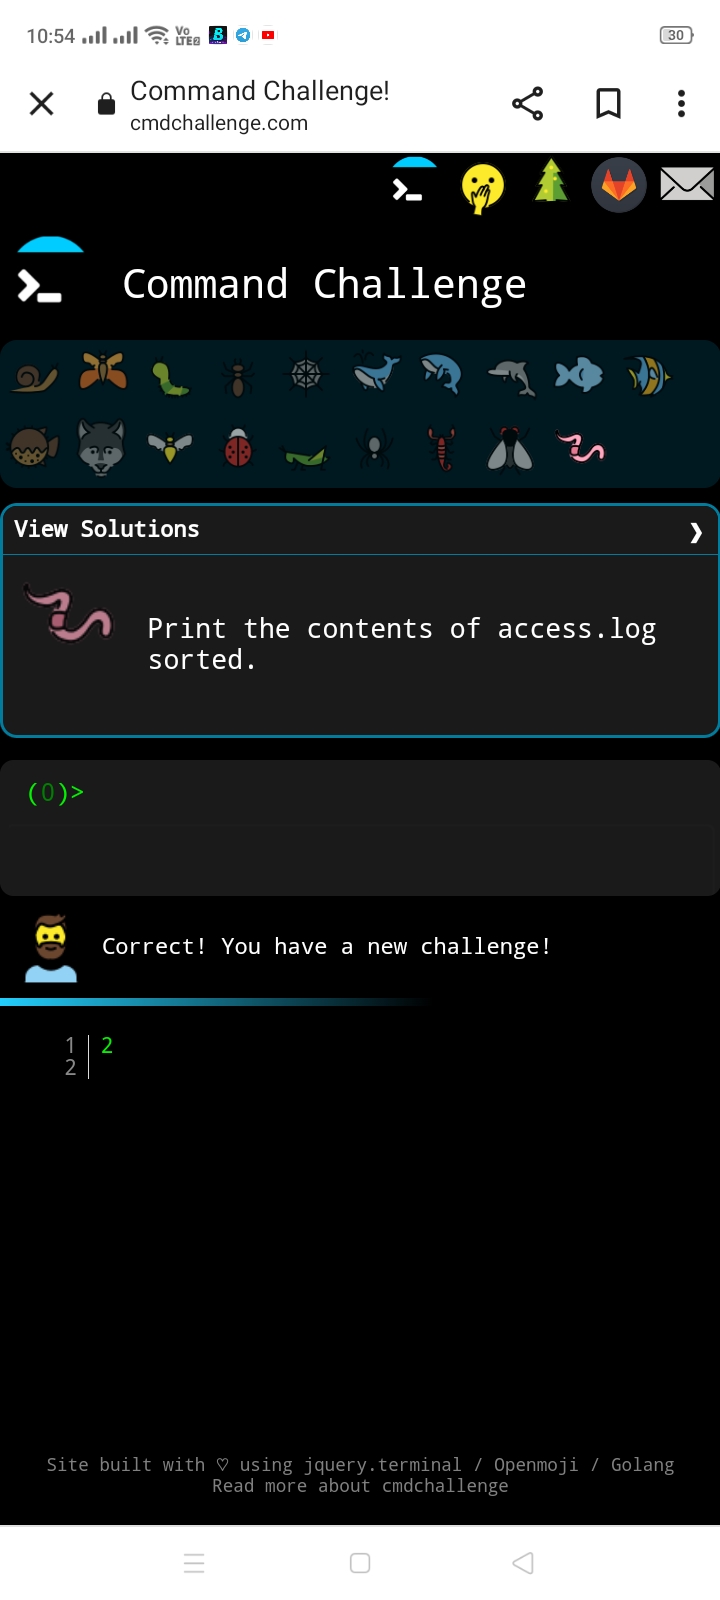 10:54
Vo
LTE2
B
30
Command Challenge!
cmdchallenge.com
Command Challenge
View Solutions ❯
Print the contents of access.log
sorted.
(0)>
Correct! You have a new challenge!
1 2
2
Site built with ♡ using jquery.terminal / Openmoji / Golang
Read more about cmdchallenge